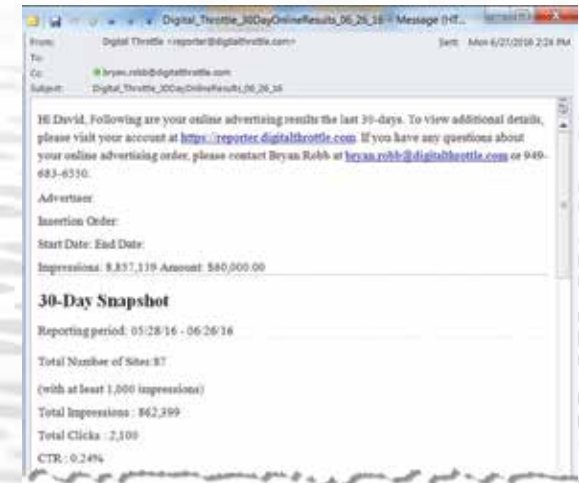 Digital_Throttle_30DayOnlineResults_06_26_16 - Message (HT...
From: Digital Throttle <reporter@digitalthrottle.com> Sent: Mon 6/27/2016 2:24 PM
To:
Cc: bryan.robb@digitalthrottle.com
Subject: Digital_Throttle_30DayOnlineResults_06_26_16
Hi David, Following are your online advertising results the last 30-days. To view additional details,
please visit your account at https://reporter.digitalthrottle.com. If you have any questions about
your online advertising order, please contact Bryan Robb at bryan.robb@digitalthrottle.com or 949-
683-6550.
Advertiser:
Insertion Order:
Start Date: End Date:
Impressions: 8,857,139 Amount: $60,000.00
30-Day Snapshot
Reporting period: 05/28/16 - 06/26/16
Total Number of Sites: 87
(with at least 1,000 impressions)
Total Impressions : 862,399
Total Clicks : 2,100
CTR : 0.24%